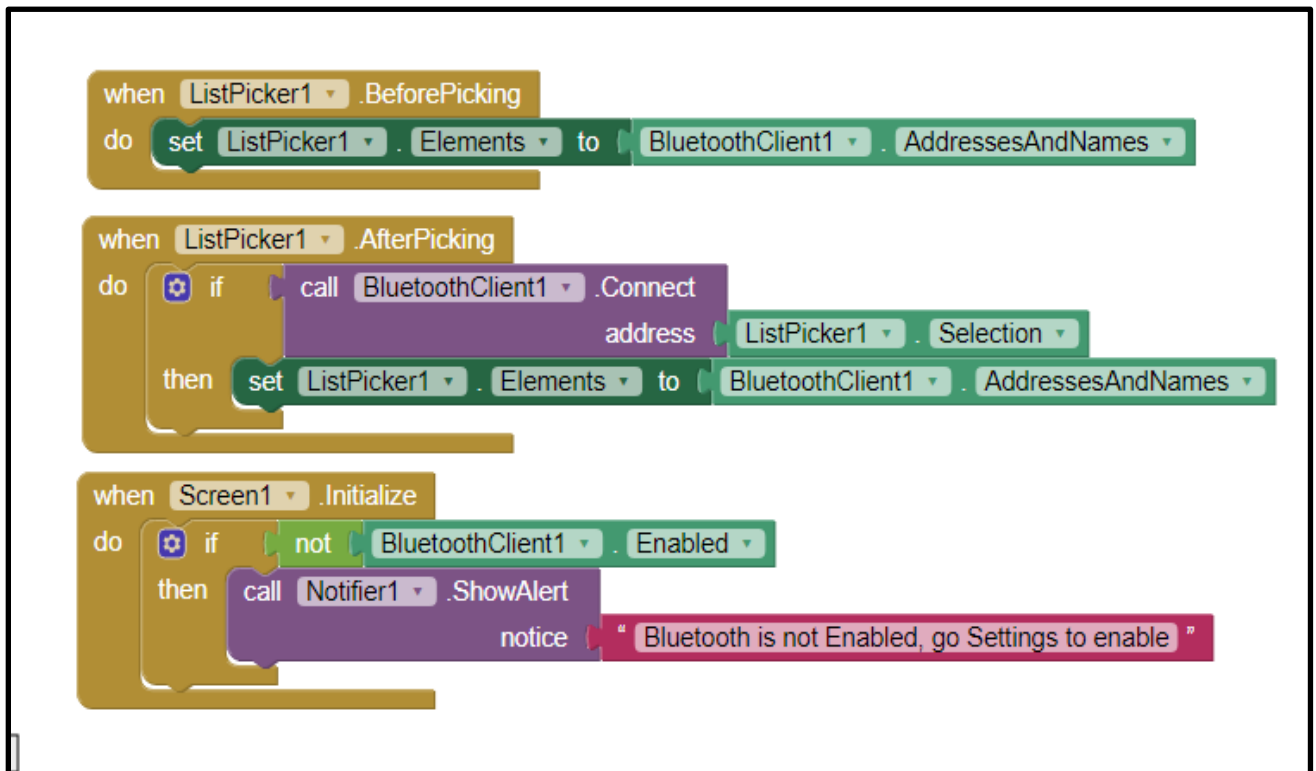 when ListPicker1 .BeforePicking
do set ListPicker1 . Elements to BluetoothClient1 . AddressesAndNames
when ListPicker1 .AfterPicking
do if call BluetoothClient1 .Connect
address ListPicker1 . Selection
then set ListPicker1 . Elements to BluetoothClient1 . AddressesAndNames
when Screen1 .Initialize
do if not BluetoothClient1 . Enabled
then call Notifier1 .ShowAlert
notice “ Bluetooth is not Enabled, go Settings to enable ”